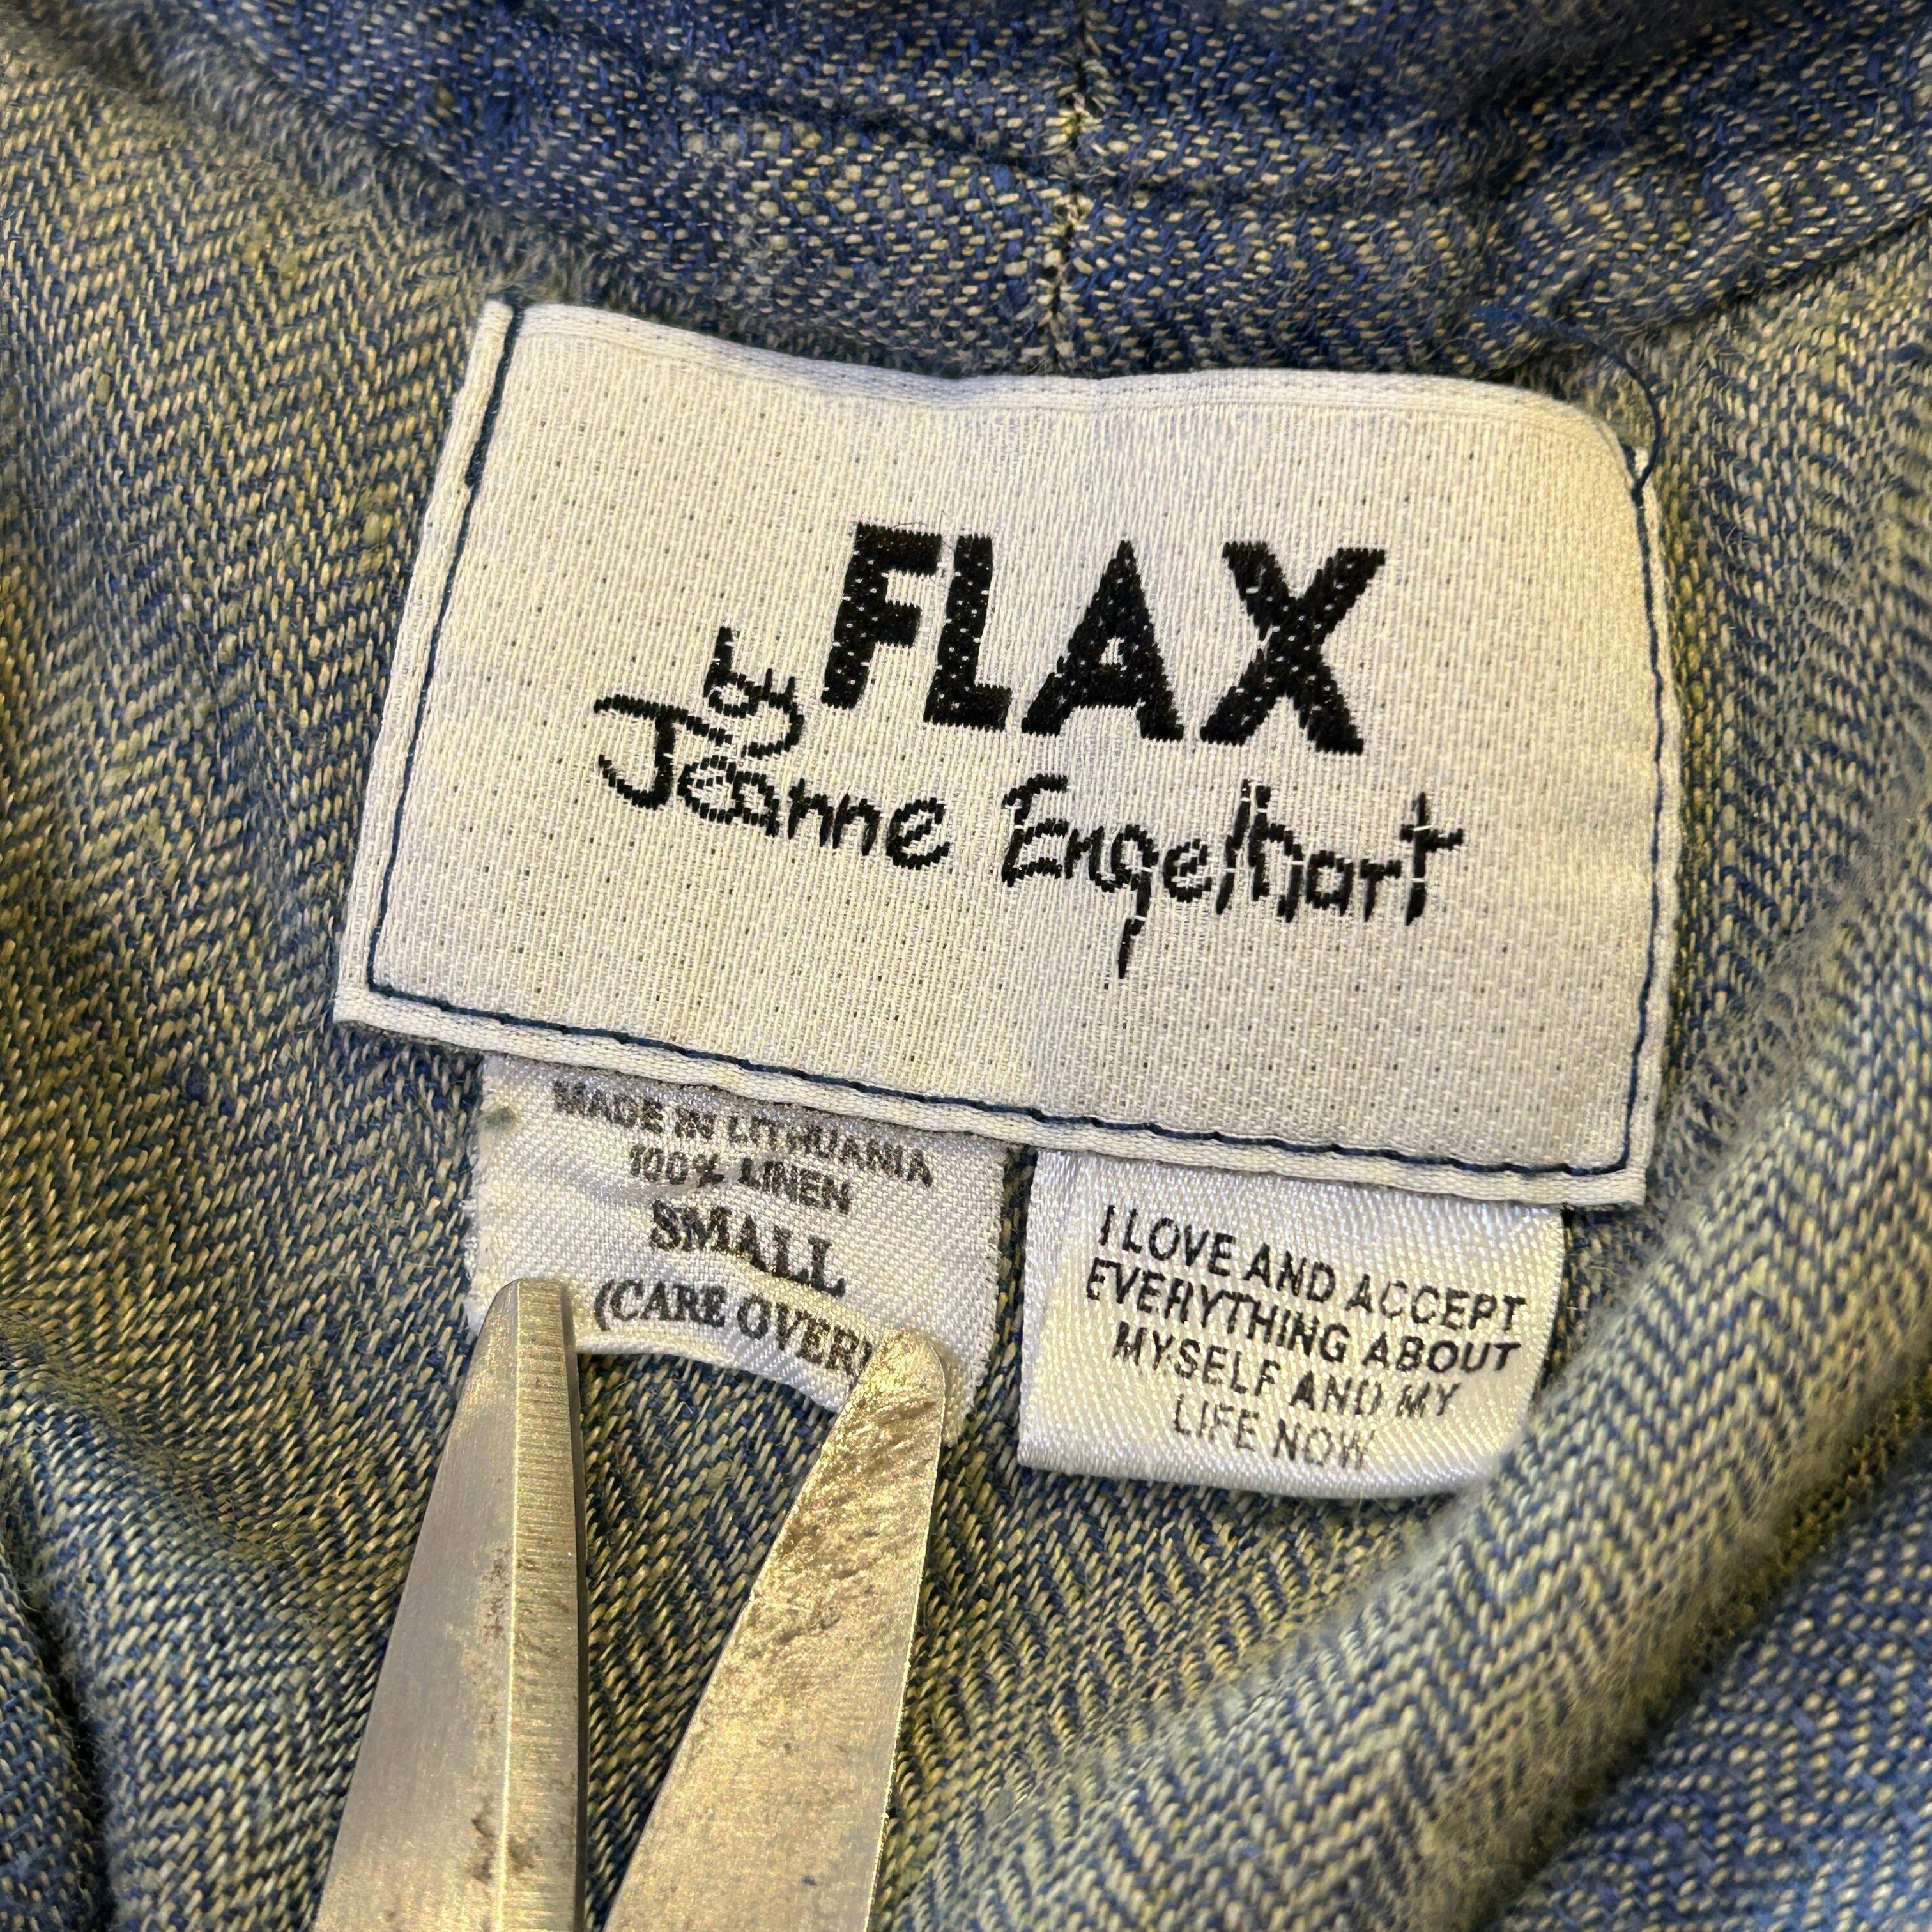 FLAX
by
Jeanne Engelhart
MADE IN LITHUANIA
100% LINEN
SMALL
(CARE OVER)
I LOVE AND ACCEPT
EVERYTHING ABOUT
MYSELF AND MY
LIFE NOW